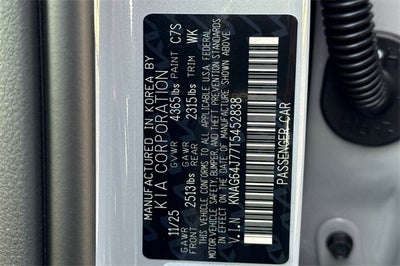 MANUFACTURED IN KOREA BY
KIA CORPORATION
11/25 GVWR 4365lbs PAINT C7S
GAWR FRONT 2513lbs GAWR REAR 2315lbs TRIM WK
THIS VEHICLE CONFORMS TO ALL APPLICABLE U.S.A. FEDERAL
MOTOR VEHICLE SAFETY, BUMPER, AND THEFT PREVENTION STANDARDS
IN EFFECT ON THE DATE OF MANUFACTURE SHOWN ABOVE.
V.I.N KNAG64J77T5452838
PASSENGER CAR